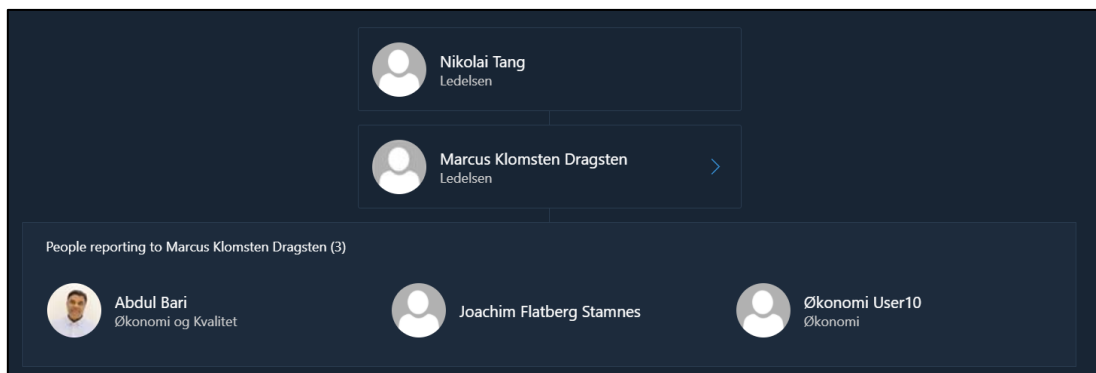 Nikolai Tang
Ledelsen
Marcus Klomsten Dragsten
Ledelsen
People reporting to Marcus Klomsten Dragsten (3)
Abdul Bari
Økonomi og Kvalitet
Joachim Flatberg Stamnes
Økonomi User10
Økonomi